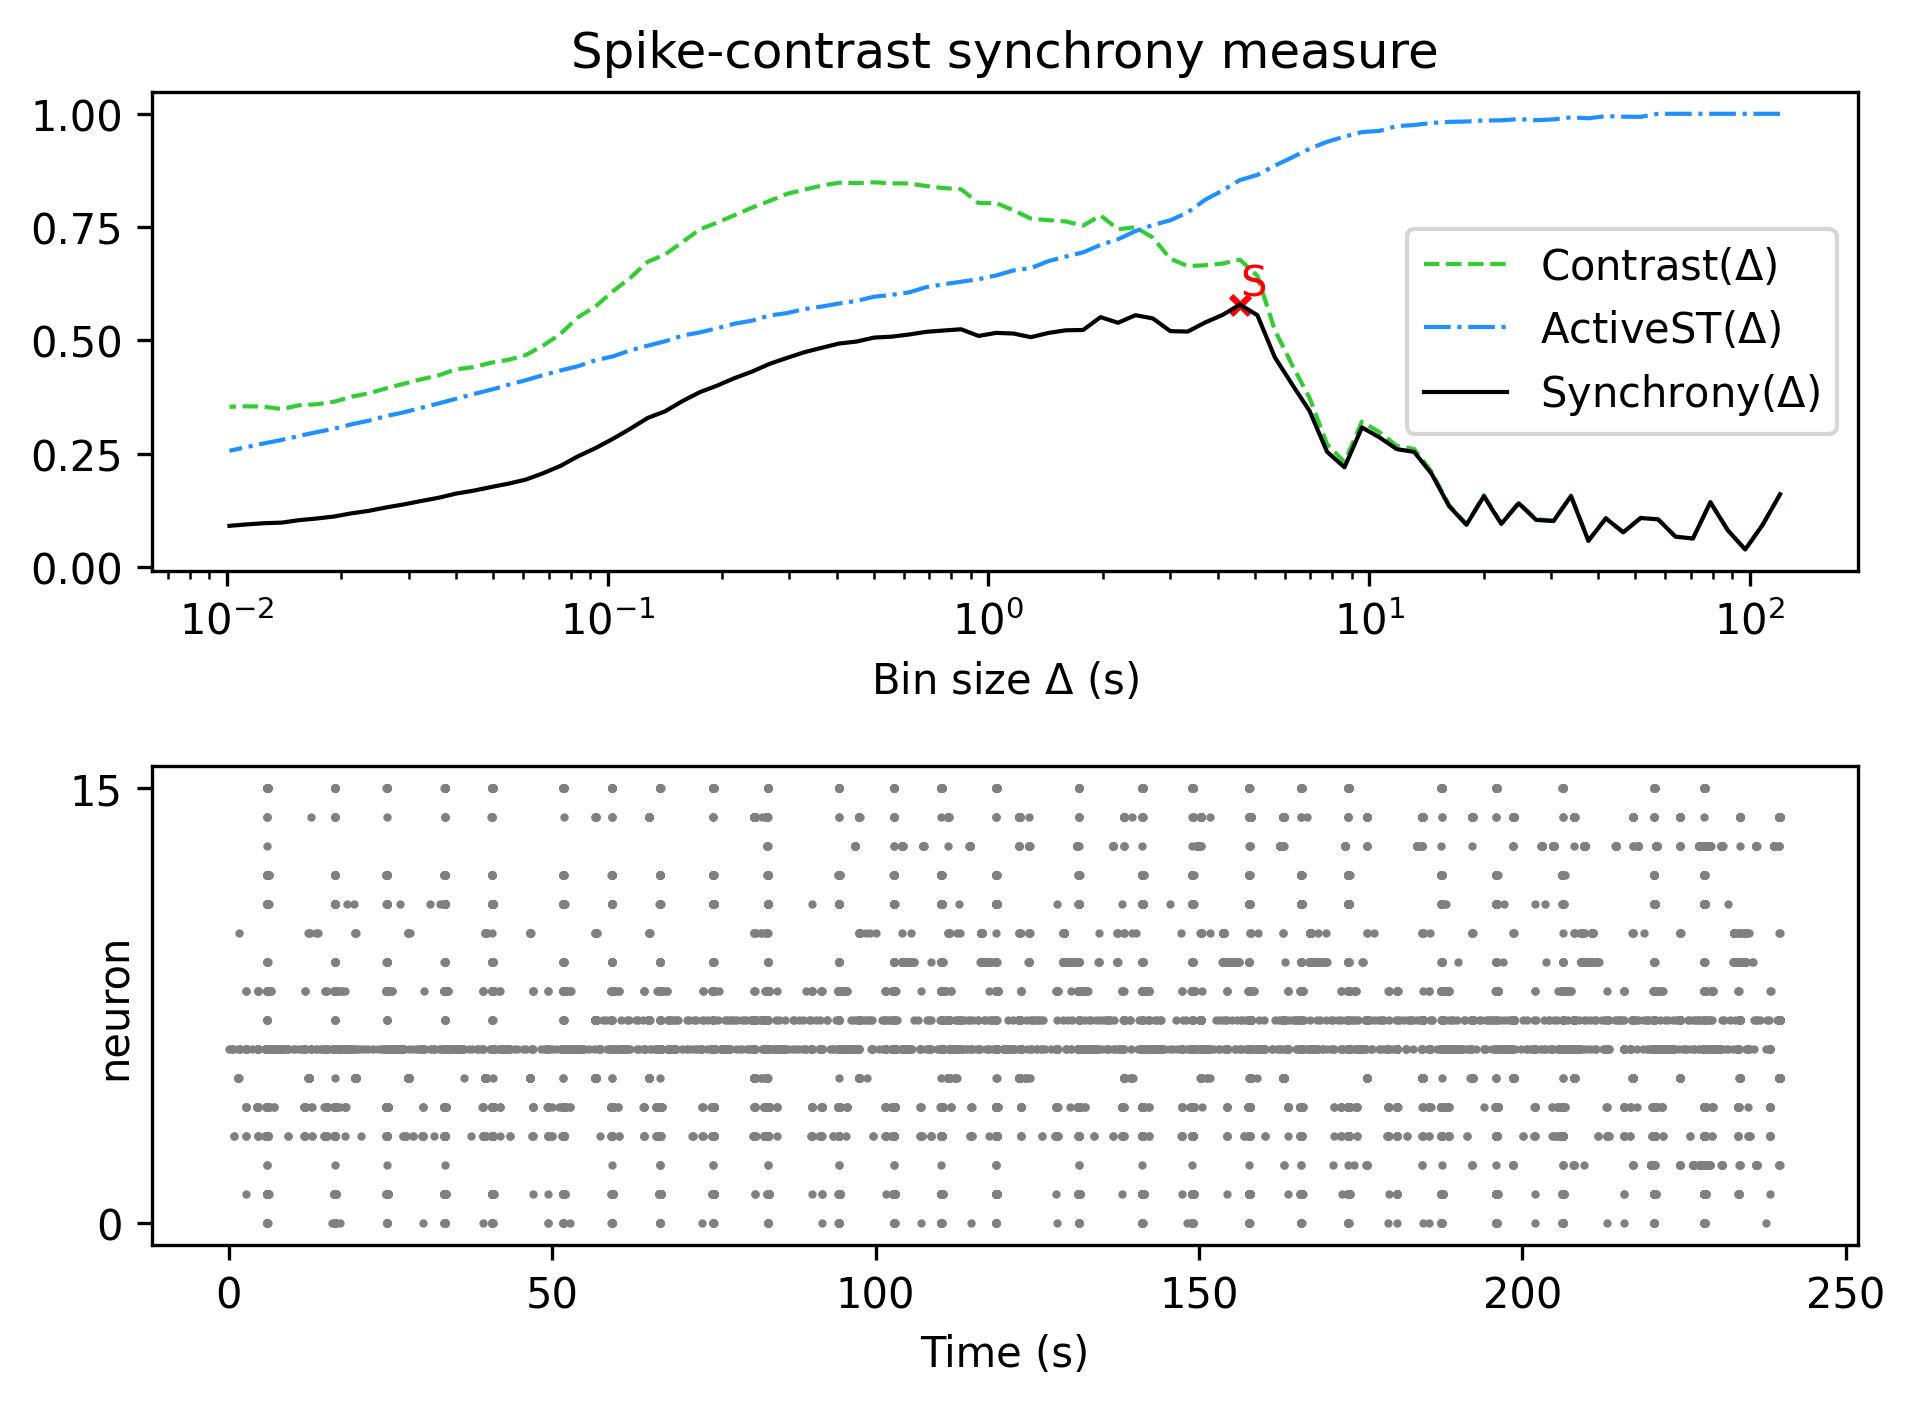 Spike-contrast synchrony measure
1.00
0.75
0.50
0.25
0.00
S
Contrast(Δ)
ActiveST(Δ)
Synchrony(Δ)
10⁻² 10⁻¹ 10⁰ 10¹ 10²
Bin size Δ (s)
15
neuron
0
0 50 100 150 200 250
Time (s)